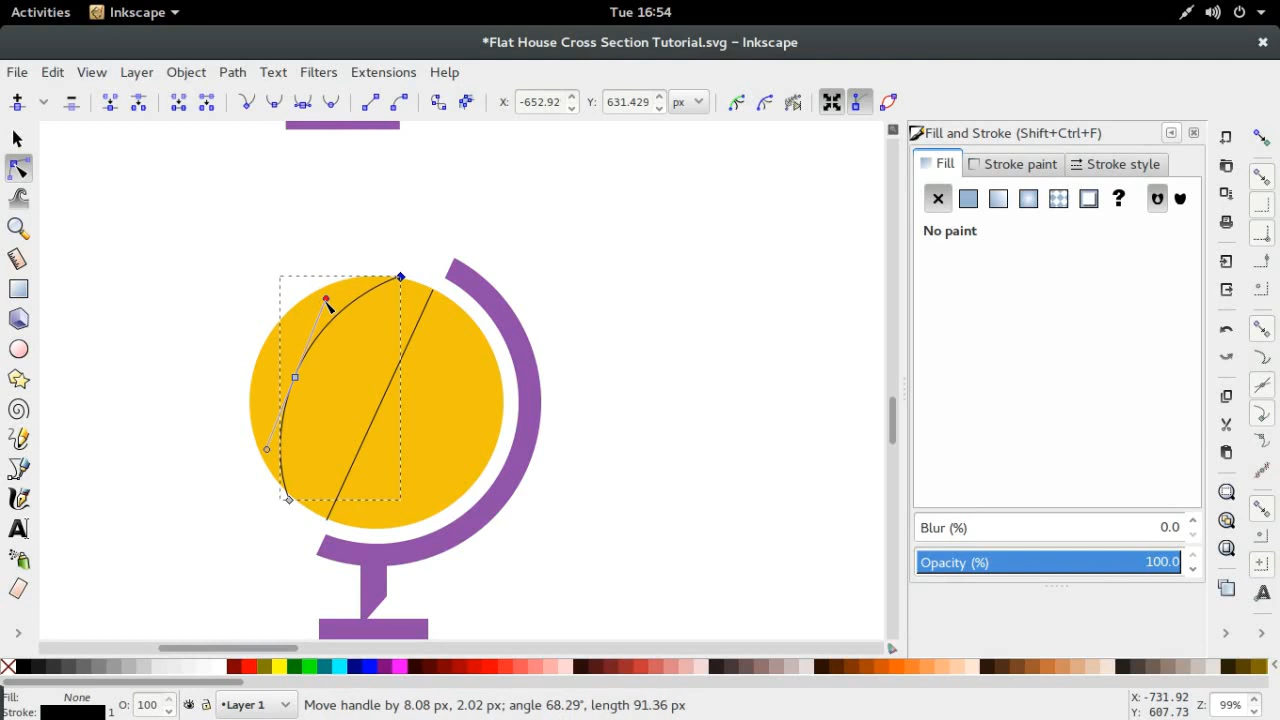 Activities Inkscape Tue 16:54
*Flat House Cross Section Tutorial.svg – Inkscape
File Edit View Layer Object Path Text Filters Extensions Help
X: -652.92 Y: 631.429 px
Fill and Stroke (Shift+Ctrl+F)
Fill Stroke paint Stroke style
?
No paint
Blur (%) 0.0
Opacity (%) 100.0
Fill: None O: 100 •Layer 1 Move handle by 8.08 px, 2.02 px; angle 68.29°, length 91.36 px X: -731.92 Z: 99%
Stroke: 1 Y: 607.73